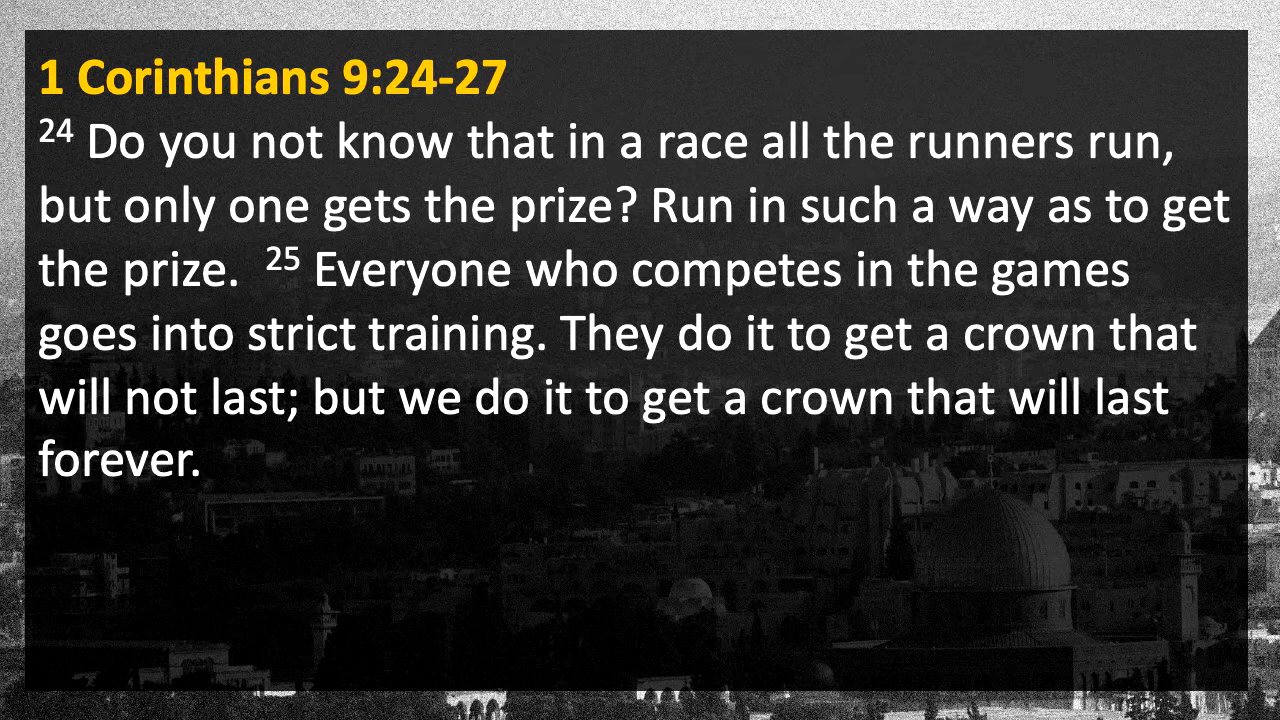 1 Corinthians 9:24-27
24 Do you not know that in a race all the runners run,
but only one gets the prize? Run in such a way as to get
the prize.  25 Everyone who competes in the games
goes into strict training. They do it to get a crown that
will not last; but we do it to get a crown that will last
forever.